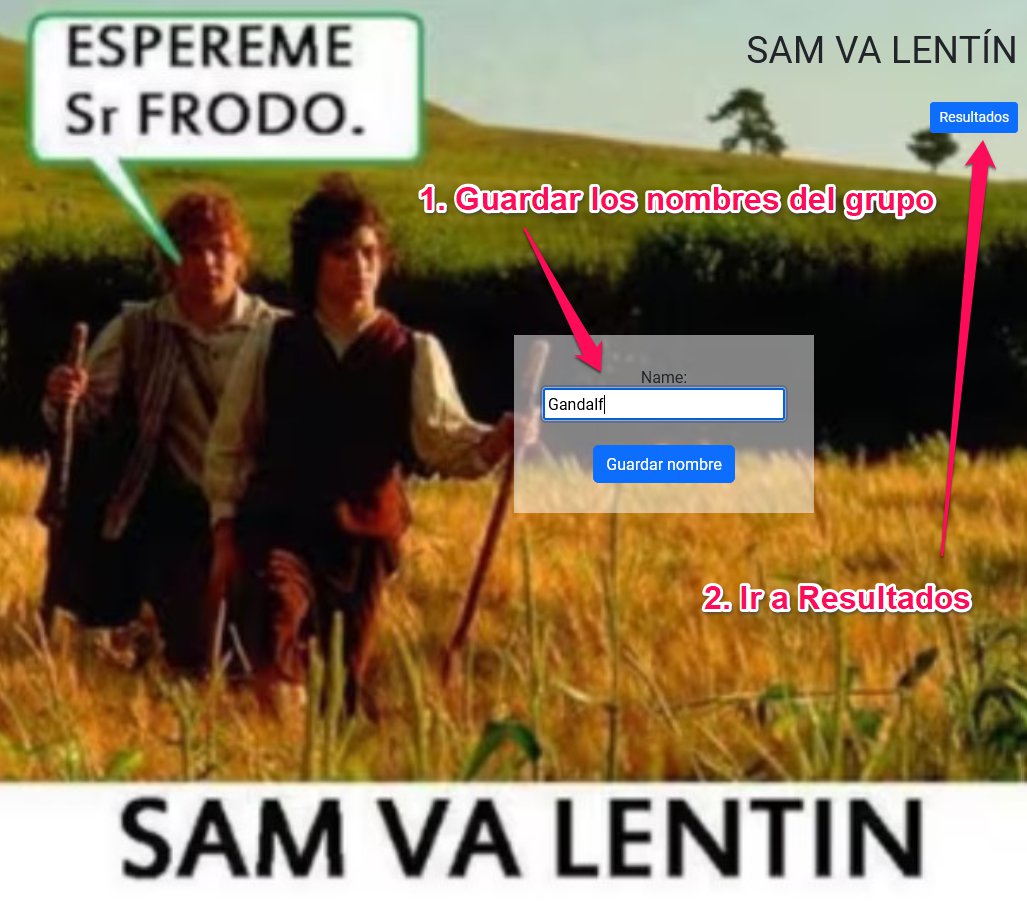 ESPEREME
Sr FRODO.
SAM VA LENTÍN
Resultados
1. Guardar los nombres del grupo
Name:
Gandalf
Guardar nombre
2. Ir a Resultados
SAM VA LENTIN